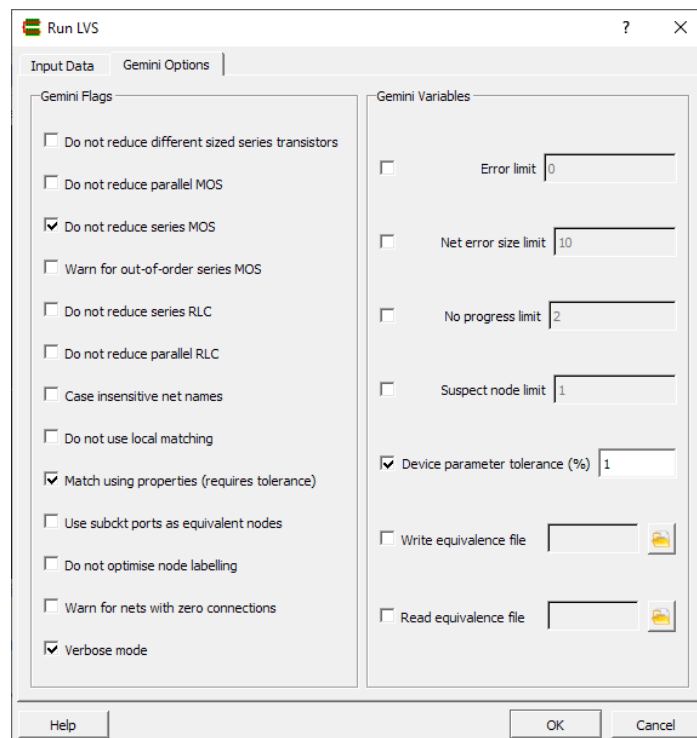 Run LVS
?
Input Data
Gemini Options
Gemini Flags
Do not reduce different sized series transistors
Do not reduce parallel MOS
Do not reduce series MOS
Warn for out-of-order series MOS
Do not reduce series RLC
Do not reduce parallel RLC
Case insensitive net names
Do not use local matching
Match using properties (requires tolerance)
Use subckt ports as equivalent nodes
Do not optimise node labelling
Warn for nets with zero connections
Verbose mode
Gemini Variables
Error limit 0
Net error size limit 10
No progress limit 2
Suspect node limit 1
Device parameter tolerance (%) 1
Write equivalence file
Read equivalence file
Help
OK
Cancel